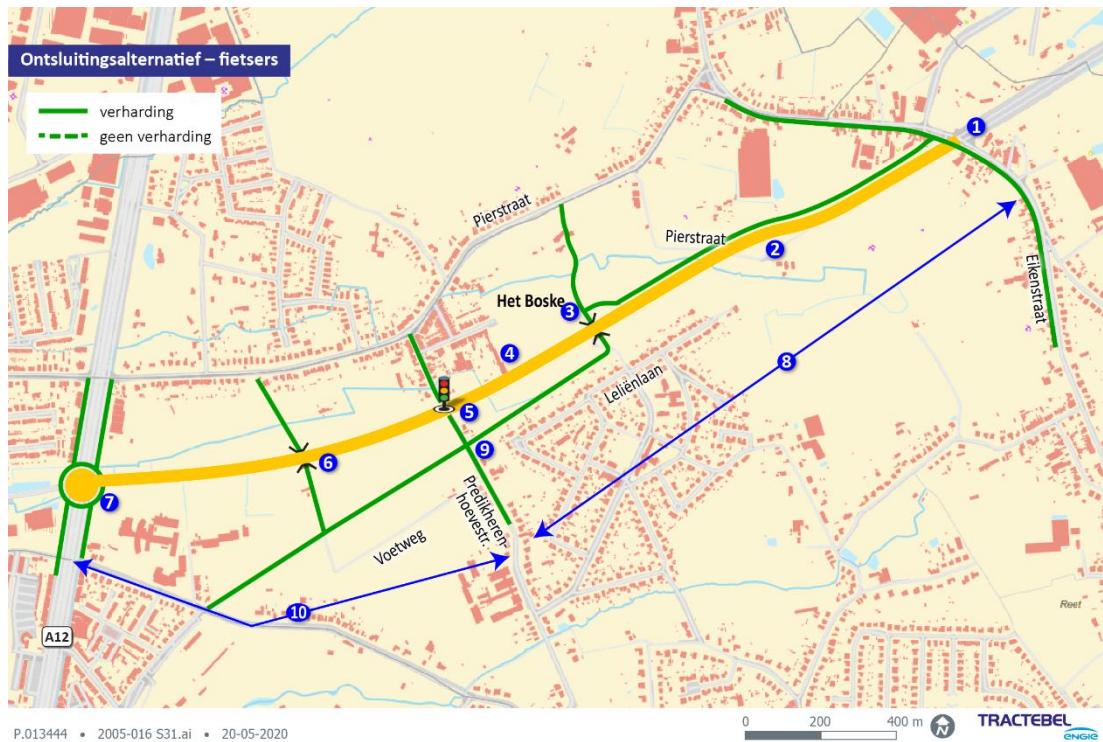 Ontsluitingsalternatief – fietsers
verharding
geen verharding
1
Pierstraat
Pierstraat
2
Eikenstraat
Het Boske
3
4
8
Leliënlaan
5
9
6
7
Predikheren-
hoevestr.
Voetweg
10
Reet
A12
P.013444 • 2005-016 S31.ai • 20-05-2020
0 200 400 m
N
TRACTEBEL
ENGIE